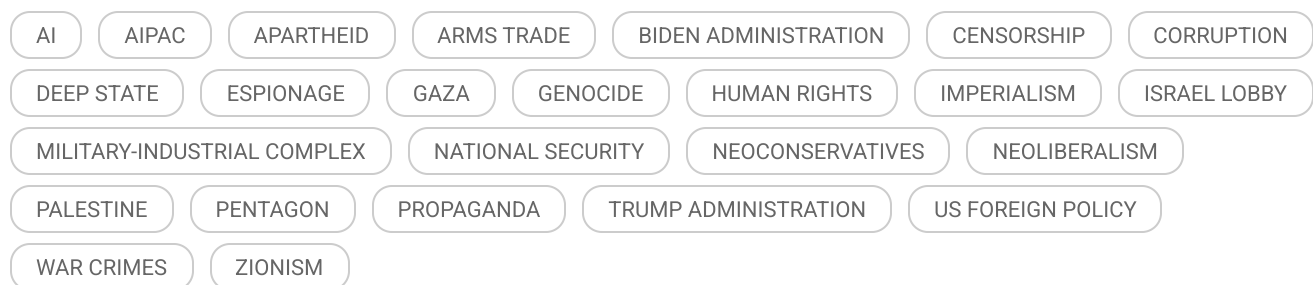 AI AIPAC APARTHEID ARMS TRADE BIDEN ADMINISTRATION CENSORSHIP CORRUPTION
DEEP STATE ESPIONAGE GAZA GENOCIDE HUMAN RIGHTS IMPERIALISM ISRAEL LOBBY
MILITARY-INDUSTRIAL COMPLEX NATIONAL SECURITY NEOCONSERVATIVES NEOLIBERALISM
PALESTINE PENTAGON PROPAGANDA TRUMP ADMINISTRATION US FOREIGN POLICY
WAR CRIMES ZIONISM